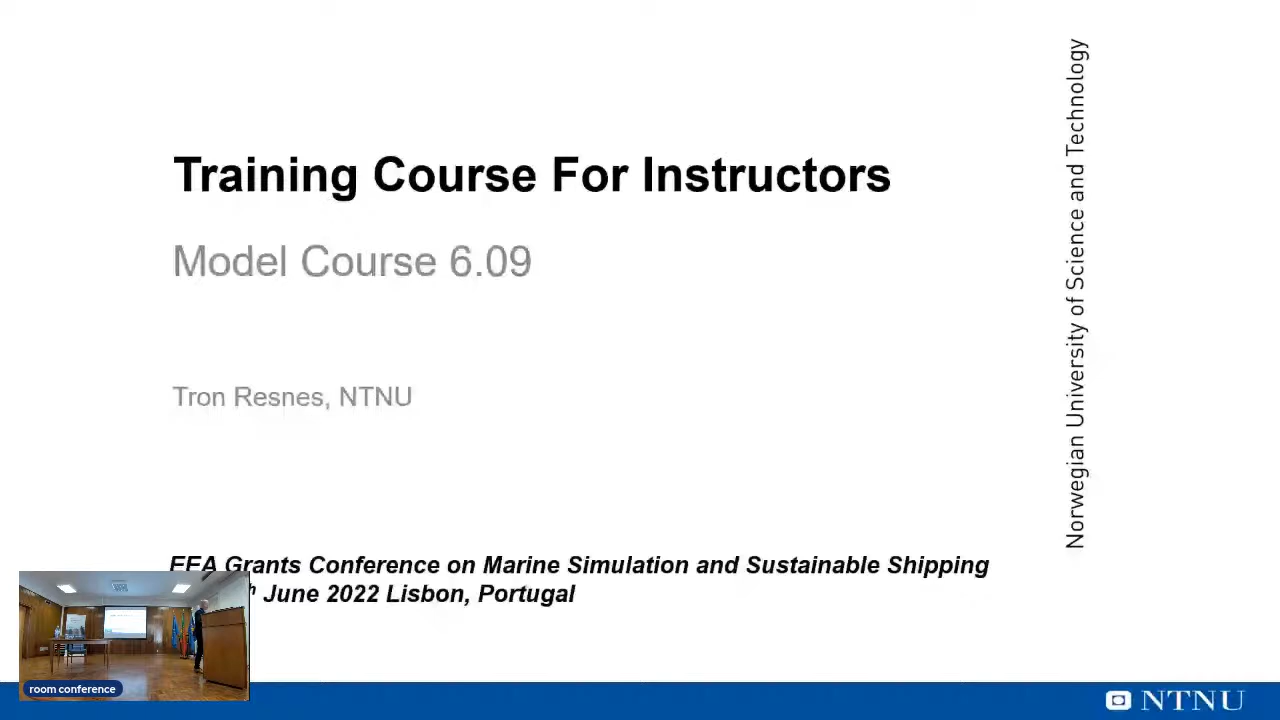 Training Course For Instructors
Model Course 6.09
Tron Resnes, NTNU
Norwegian University of Science and Technology
EEA Grants Conference on Marine Simulation and Sustainable Shipping
June 2022 Lisbon, Portugal
room conference
NTNU